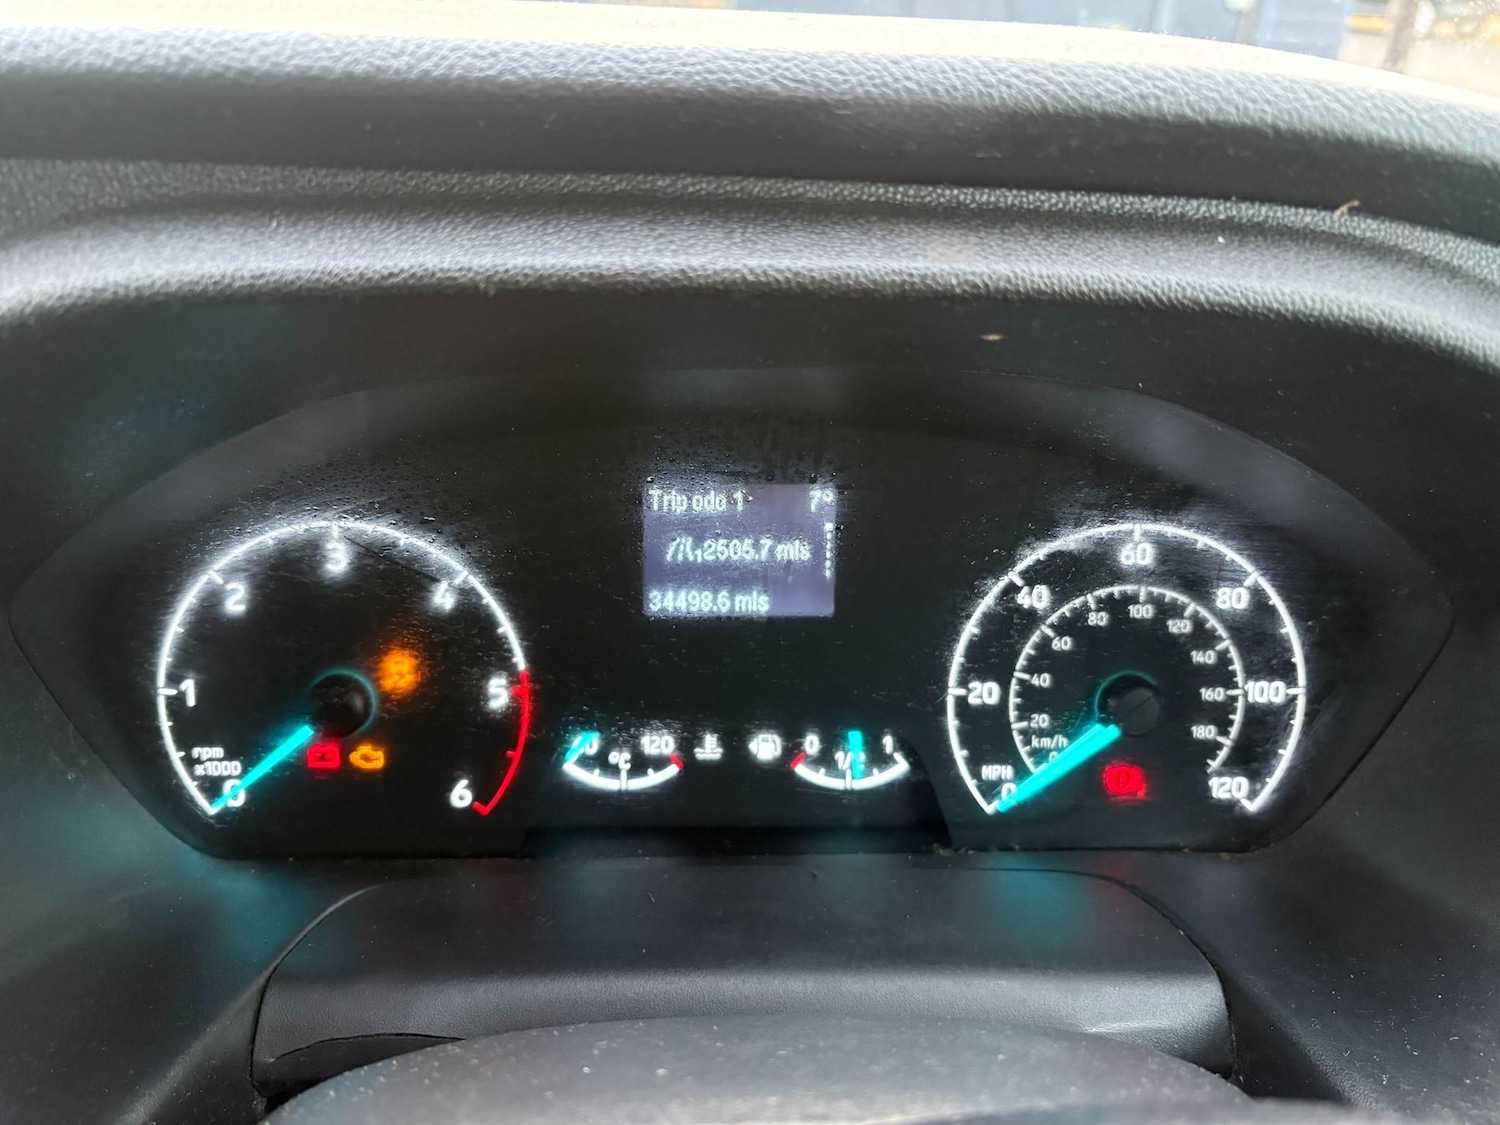 Trip odo 1 7°
12505.7 mls
34498.6 mls
0 1 2 3 4 5 6
rpm
x1000
120
°C
0 1/2 1
0 20 40 60 80 100 120
MPH
20 40 60 80 100 120 140 160 180
km/h